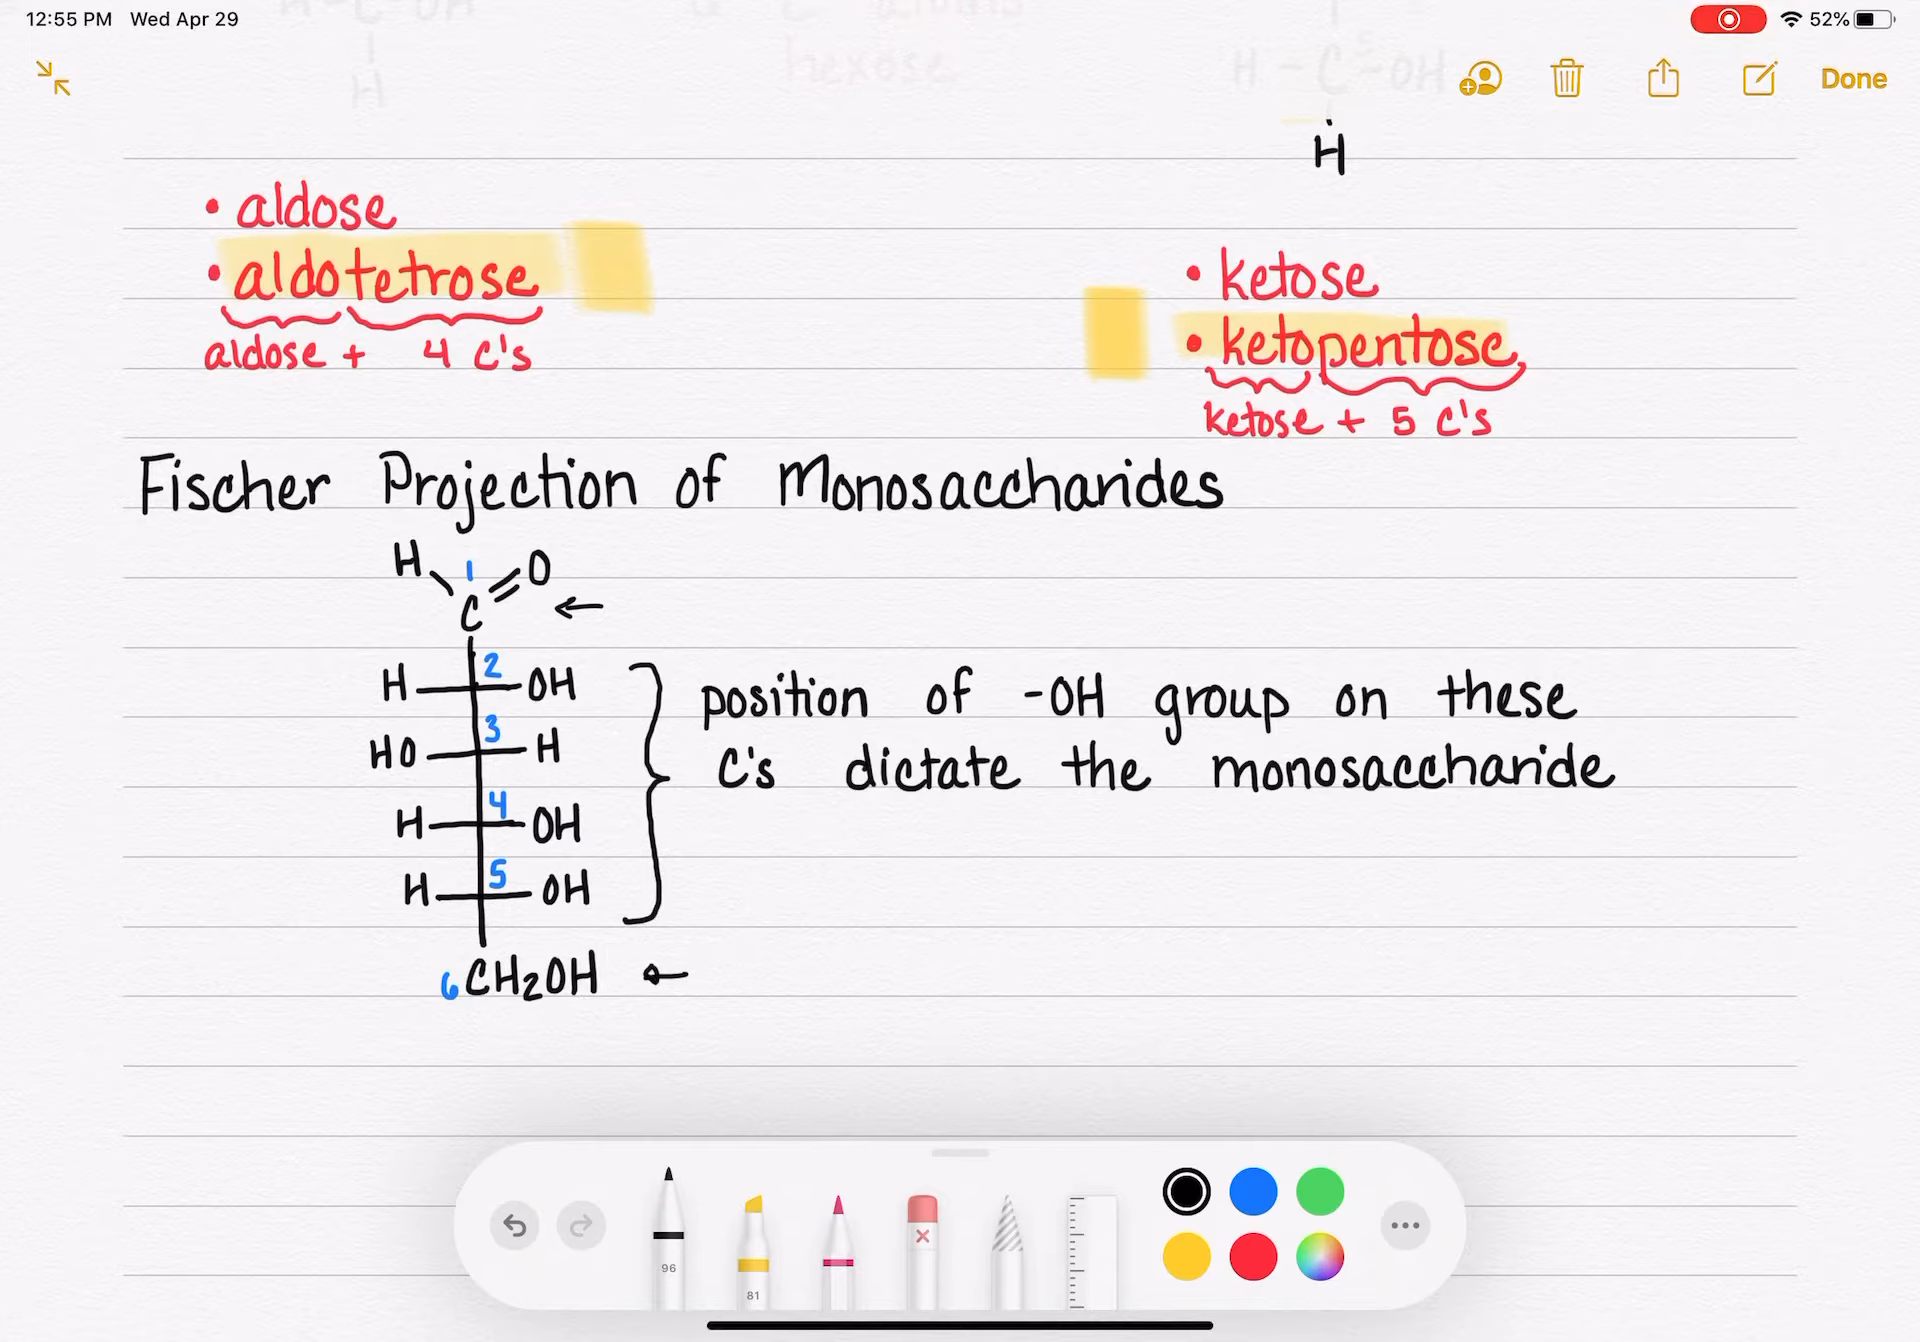 12:55 PM Wed Apr 29
52%
hexose
H-C-OH
H
Done
H
• aldose
• aldotetrose
aldose + 4 C's
• ketose
• ketopentose
ketose + 5 C's
Fischer Projection of Monosaccharides
H 1 O
C ←
H 2 OH
HO 3 H
H 4 OH
H 5 OH
6 CH2OH ←
position of -OH group on these
C's dictate the monosaccharide
96
81